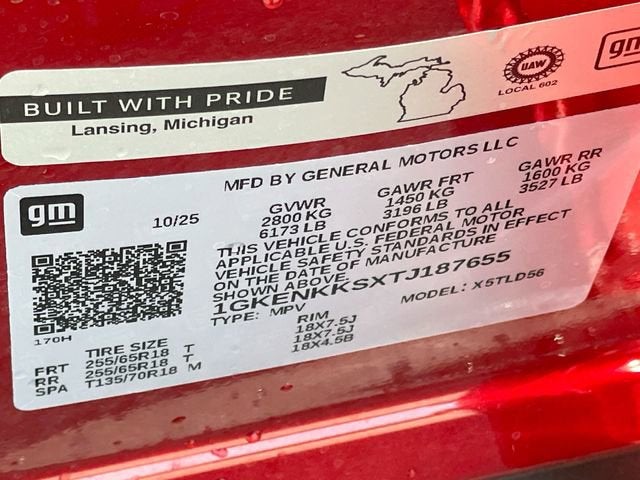 BUILT WITH PRIDE
Lansing, Michigan
UAW
LOCAL 602
gm
gm
MFD BY GENERAL MOTORS LLC
10/25
GVWR GAWR FRT GAWR RR
2800 KG 1450 KG 1600 KG
6173 LB 3196 LB 3527 LB
THIS VEHICLE CONFORMS TO ALL
APPLICABLE U.S. FEDERAL MOTOR
VEHICLE SAFETY STANDARDS IN EFFECT
ON THE DATE OF MANUFACTURE
SHOWN ABOVE.
1GKENKKSXTJ187655
TYPE: MPV MODEL: X5TLD56
170H
TIRE SIZE RIM
FRT 255/65R18 T 18X7.5J
RR 255/65R18 T 18X7.5J
SPA T135/70R18 M 18X4.5B